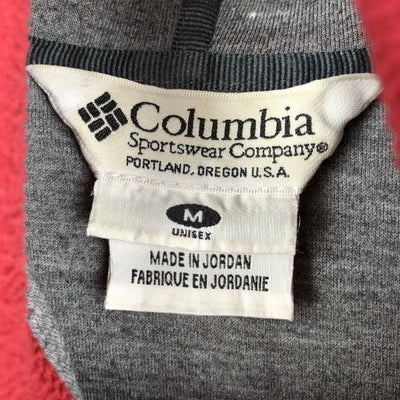 Columbia
Sportswear Company®
PORTLAND, OREGON U.S.A.
M
UNISEX
MADE IN JORDAN
FABRIQUE EN JORDANIE